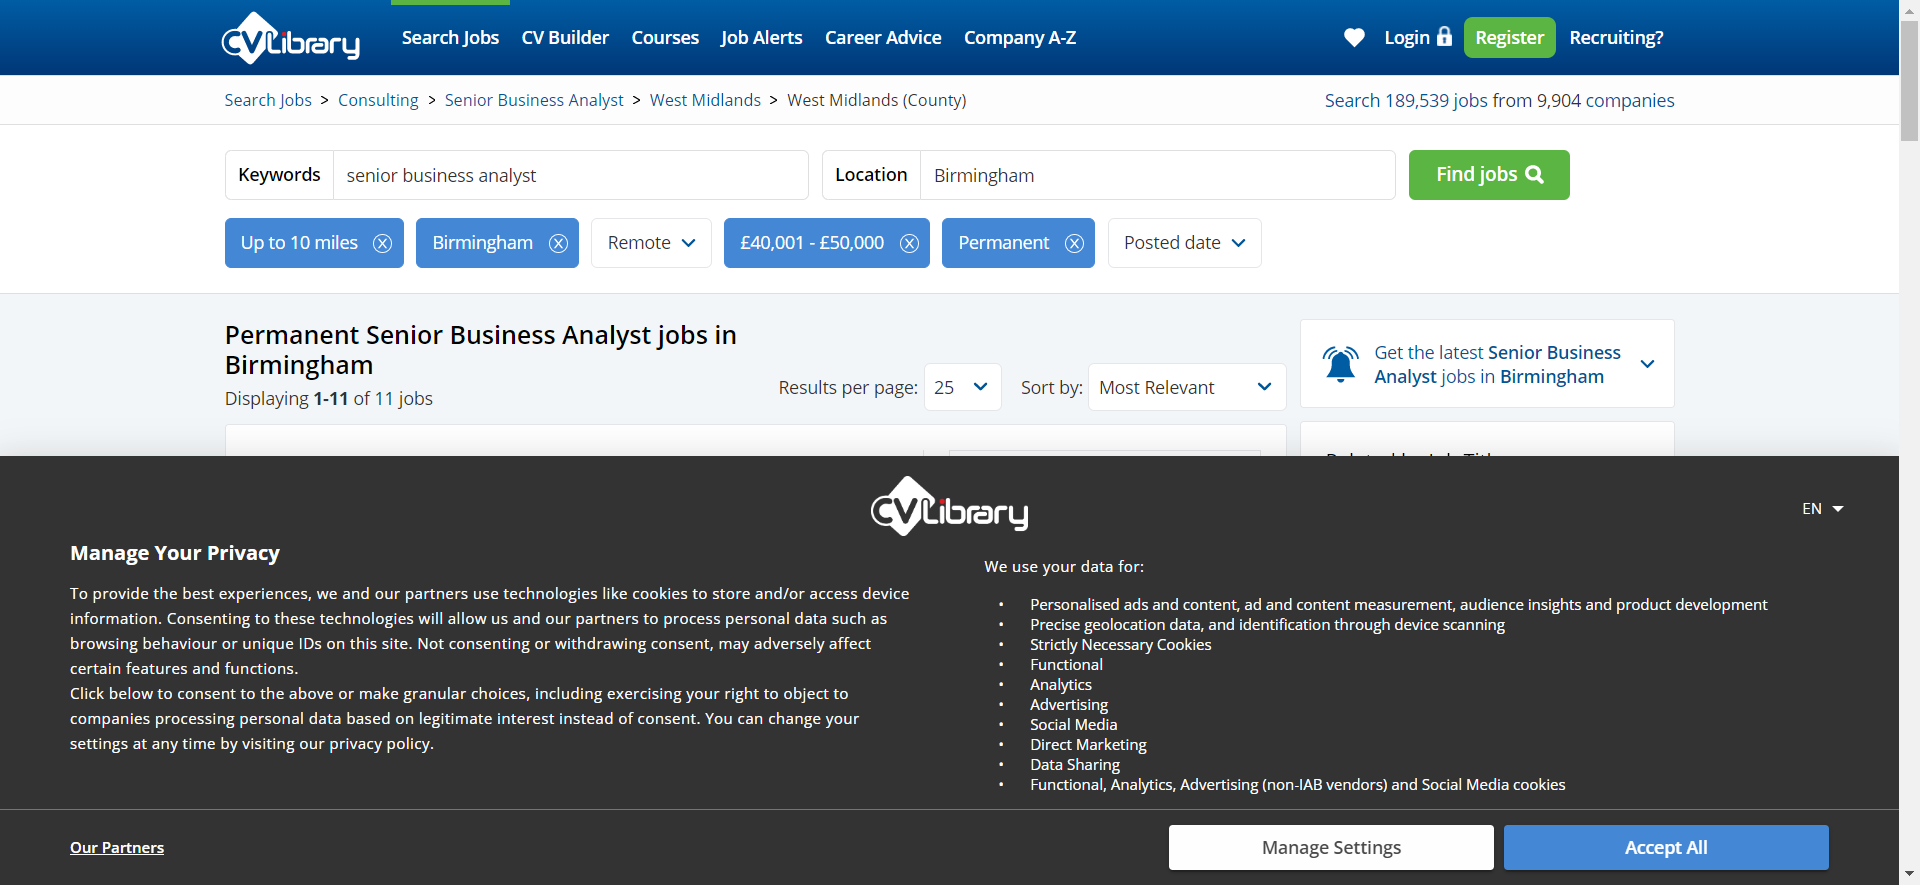 CVLibrary
Search Jobs CV Builder Courses Job Alerts Career Advice Company A-Z Login Register Recruiting?
Search Jobs > Consulting > Senior Business Analyst > West Midlands > West Midlands (County)
Search 189,539 jobs from 9,904 companies
Keywords senior business analyst Location Birmingham Find jobs
Up to 10 miles Birmingham Remote £40,001 - £50,000 Permanent Posted date
Permanent Senior Business Analyst jobs in
Birmingham
Displaying 1-11 of 11 jobs
Results per page: 25 Sort by: Most Relevant
Get the latest Senior Business
Analyst jobs in Birmingham
CVLibrary
EN
Manage Your Privacy
To provide the best experiences, we and our partners use technologies like cookies to store and/or access device
information. Consenting to these technologies will allow us and our partners to process personal data such as
browsing behaviour or unique IDs on this site. Not consenting or withdrawing consent, may adversely affect
certain features and functions.
Click below to consent to the above or make granular choices, including exercising your right to object to
companies processing personal data based on legitimate interest instead of consent. You can change your
settings at any time by visiting our privacy policy.
We use your data for:
• Personalised ads and content, ad and content measurement, audience insights and product development
• Precise geolocation data, and identification through device scanning
• Strictly Necessary Cookies
• Functional
• Analytics
• Advertising
• Social Media
• Direct Marketing
• Data Sharing
• Functional, Analytics, Advertising (non-IAB vendors) and Social Media cookies
Our Partners
Manage Settings
Accept All